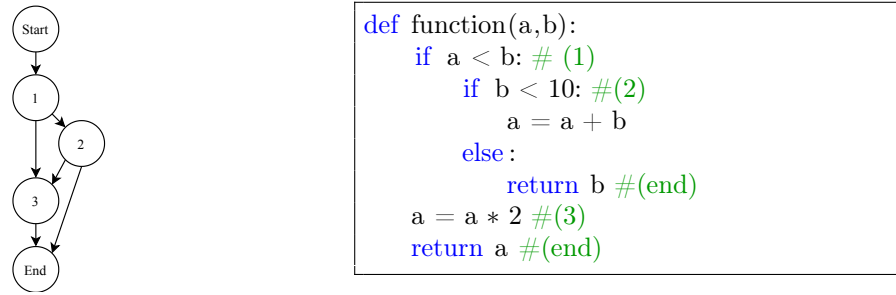 Start
1
2
3
End
def function(a,b):
    if a < b: # (1)
        if b < 10: #(2)
            a = a + b
        else:
            return b #(end)
    a = a * 2 #(3)
    return a #(end)